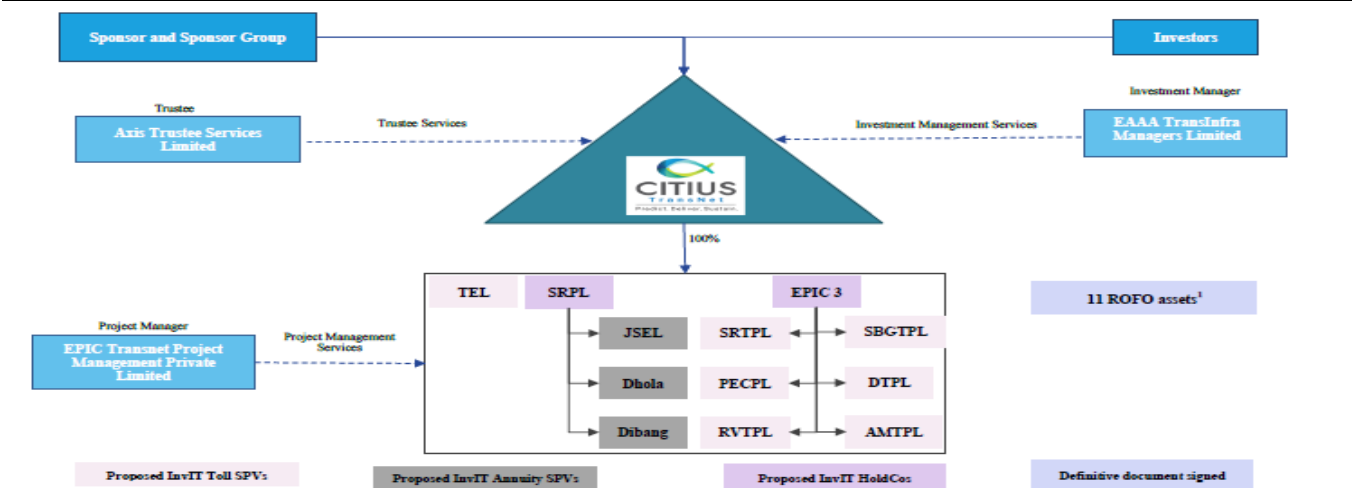 Sponsor and Sponsor Group
Investors
Trustee
Axis Trustee Services
Limited
Trustee Services
Investment Manager
EAAA TransInfra
Managers Limited
Investment Management Services
CITIUS
TransNet
Predict. Deliver. Sustain.
100%
TEL
SRPL
EPIC 3
11 ROFO assets¹
JSEL
SRTPL
SBGTPL
Project Manager
EPIC Transnet Project
Management Private
Limited
Project Management
Services
Dhola
PECPL
DTPL
Dibang
RVTPL
AMTPL
Proposed InvIT Toll SPVs
Proposed InvIT Annuity SPVs
Proposed InvIT HoldCos
Definitive document signed